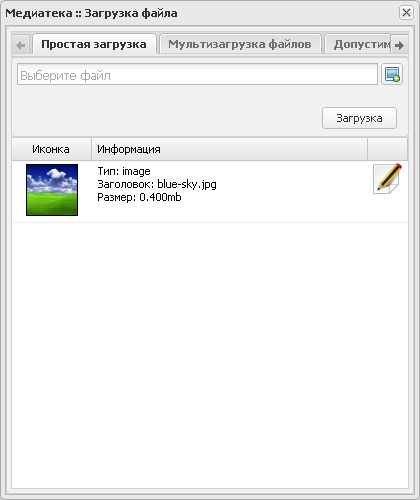 Медиатека :: Загрузка файла
Простая загрузка Мультизагрузка файлов Допустим
Выберите файл
Загрузка
Иконка Информация
Тип: image
Заголовок: blue-sky.jpg
Размер: 0.400mb